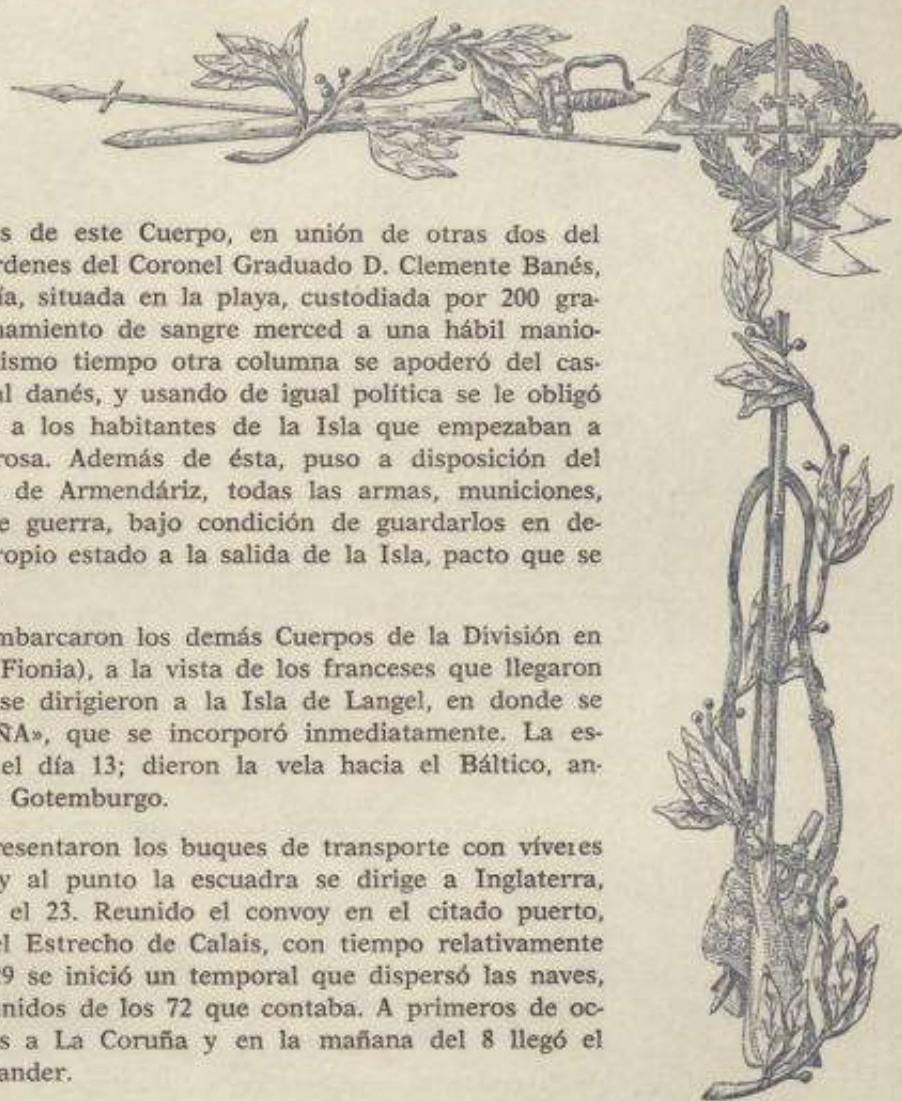 s de este Cuerpo, en unión de otras dos del
rdenes del Coronel Graduado D. Clemente Banés,
ía, situada en la playa, custodiada por 200 gra-
namiento de sangre merced a una hábil manio-
ismo tiempo otra columna se apoderó del cas-
al danés, y usando de igual política se le obligó
a los habitantes de la Isla que empezaban a
rosa. Además de ésta, puso a disposición del
de Armendáriz, todas las armas, municiones,
e guerra, bajo condición de guardarlos en de-
ropio estado a la salida de la Isla, pacto que se
mbarcaron los demás Cuerpos de la División en
Fionia), a la vista de los franceses que llegaron
se dirigieron a la Isla de Langel, en donde se
ÑA», que se incorporó inmediatamente. La es-
el día 13; dieron la vela hacia el Báltico, an-
Gotemburgo.
resentaron los buques de transporte con víveres
y al punto la escuadra se dirige a Inglaterra,
el 23. Reunido el convoy en el citado puerto,
el Estrecho de Calais, con tiempo relativamente
29 se inició un temporal que dispersó las naves,
nidos de los 72 que contaba. A primeros de oc-
s a La Coruña y en la mañana del 8 llegó el
ander.